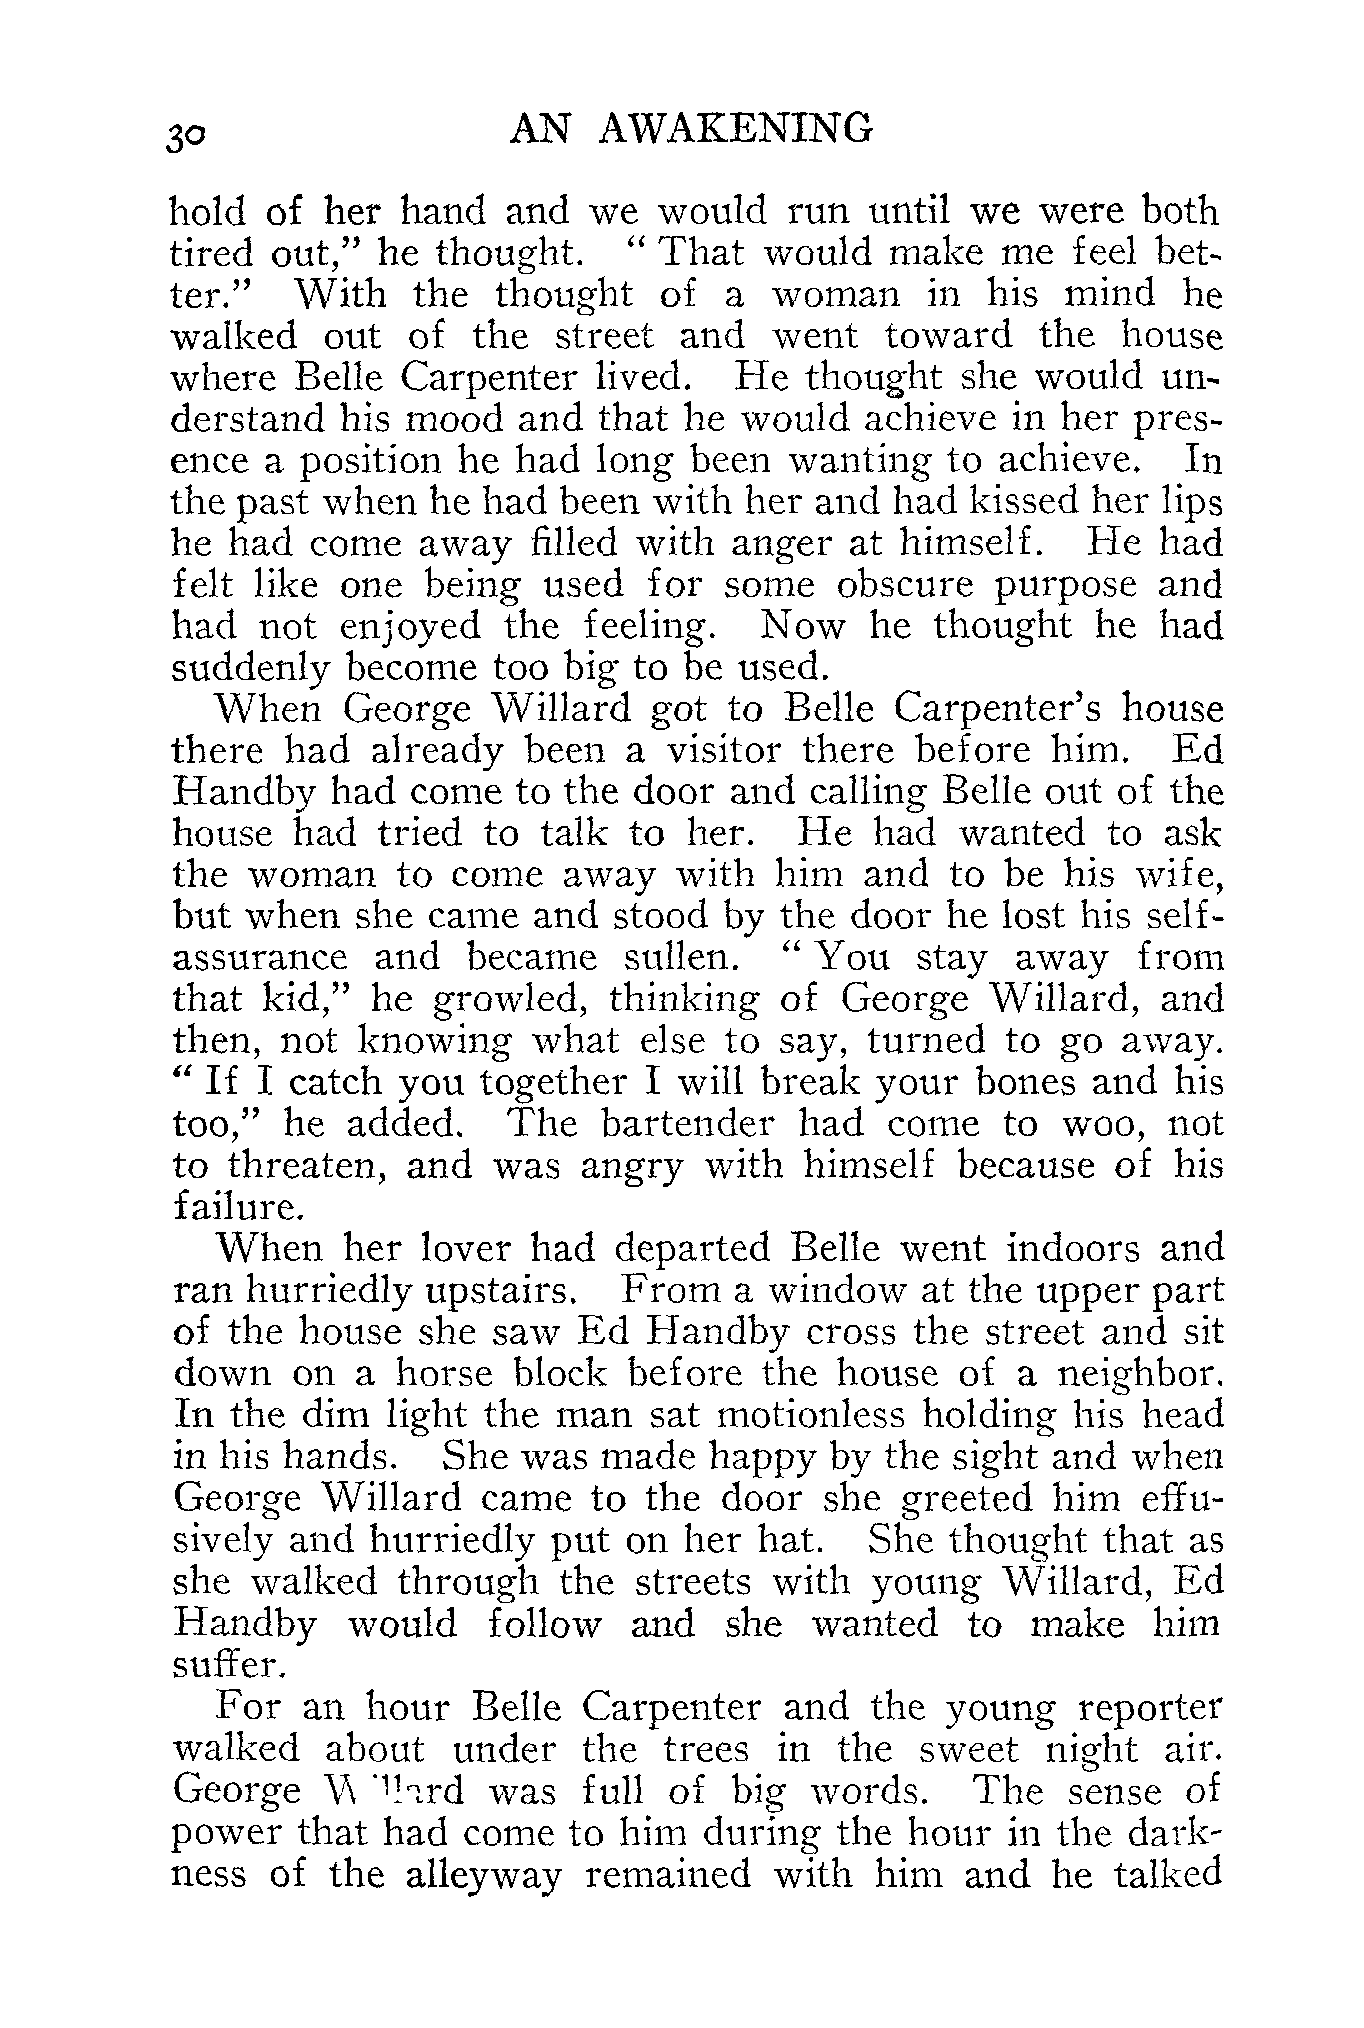 30 AN AWAKENING
hold of her hand and we would run until we were both
tired out,” he thought. “ That would make me feel bet-
ter.” With the thought of a woman in his mind he
walked out of the street and went toward the house
where Belle Carpenter lived. He thought she would un-
derstand his mood and that he would achieve in her pres-
ence a position he had long been wanting to achieve. In
the past when he had been with her and had kissed her lips
he had come away filled with anger at himself. He had
felt like one being used for some obscure purpose and
had not enjoyed the feeling. Now he thought he had
suddenly become too big to be used.
When George Willard got to Belle Carpenter’s house
there had already been a visitor there before him. Ed
Handby had come to the door and calling Belle out of the
house had tried to talk to her. He had wanted to ask
the woman to come away with him and to be his wife,
but when she came and stood by the door he lost his self-
assurance and became sullen. “ You stay away from
that kid,” he growled, thinking of George Willard, and
then, not knowing what else to say, turned to go away.
“ If I catch you together I will break your bones and his
too,” he added. The bartender had come to woo, not
to threaten, and was angry with himself because of his
failure.
When her lover had departed Belle went indoors and
ran hurriedly upstairs. From a window at the upper part
of the house she saw Ed Handby cross the street and sit
down on a horse block before the house of a neighbor.
In the dim light the man sat motionless holding his head
in his hands. She was made happy by the sight and when
George Willard came to the door she greeted him effu-
sively and hurriedly put on her hat. She thought that as
she walked through the streets with young Willard, Ed
Handby would follow and she wanted to make him
suffer.
For an hour Belle Carpenter and the young reporter
walked about under the trees in the sweet night air.
George Willard was full of big words. The sense of
power that had come to him during the hour in the dark-
ness of the alleyway remained with him and he talked